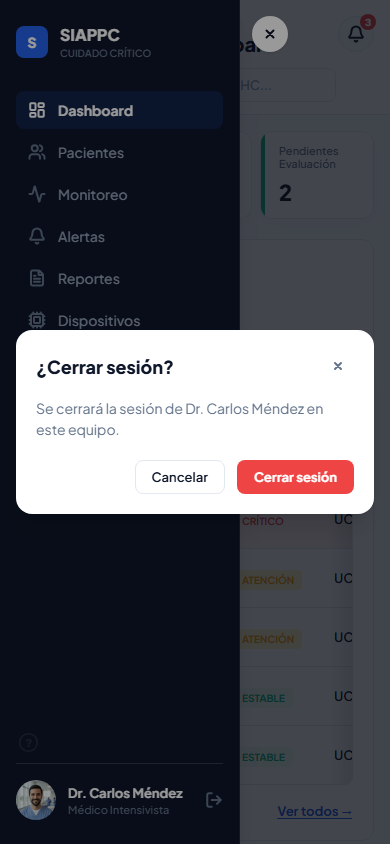 S
SIAPPC
CUIDADO CRÍTICO
3
HC...
Dashboard
Pacientes
Monitoreo
Alertas
Reportes
Dispositivos
Pendientes
Evaluación
2
¿Cerrar sesión?
Se cerrará la sesión de Dr. Carlos Méndez en
este equipo.
Cancelar
Cerrar sesión
CRÍTICO
UC
ATENCIÓN
UC
ATENCIÓN
UC
ESTABLE
UC
ESTABLE
UC
?
Dr. Carlos Méndez
Médico Intensivista
Ver todos →